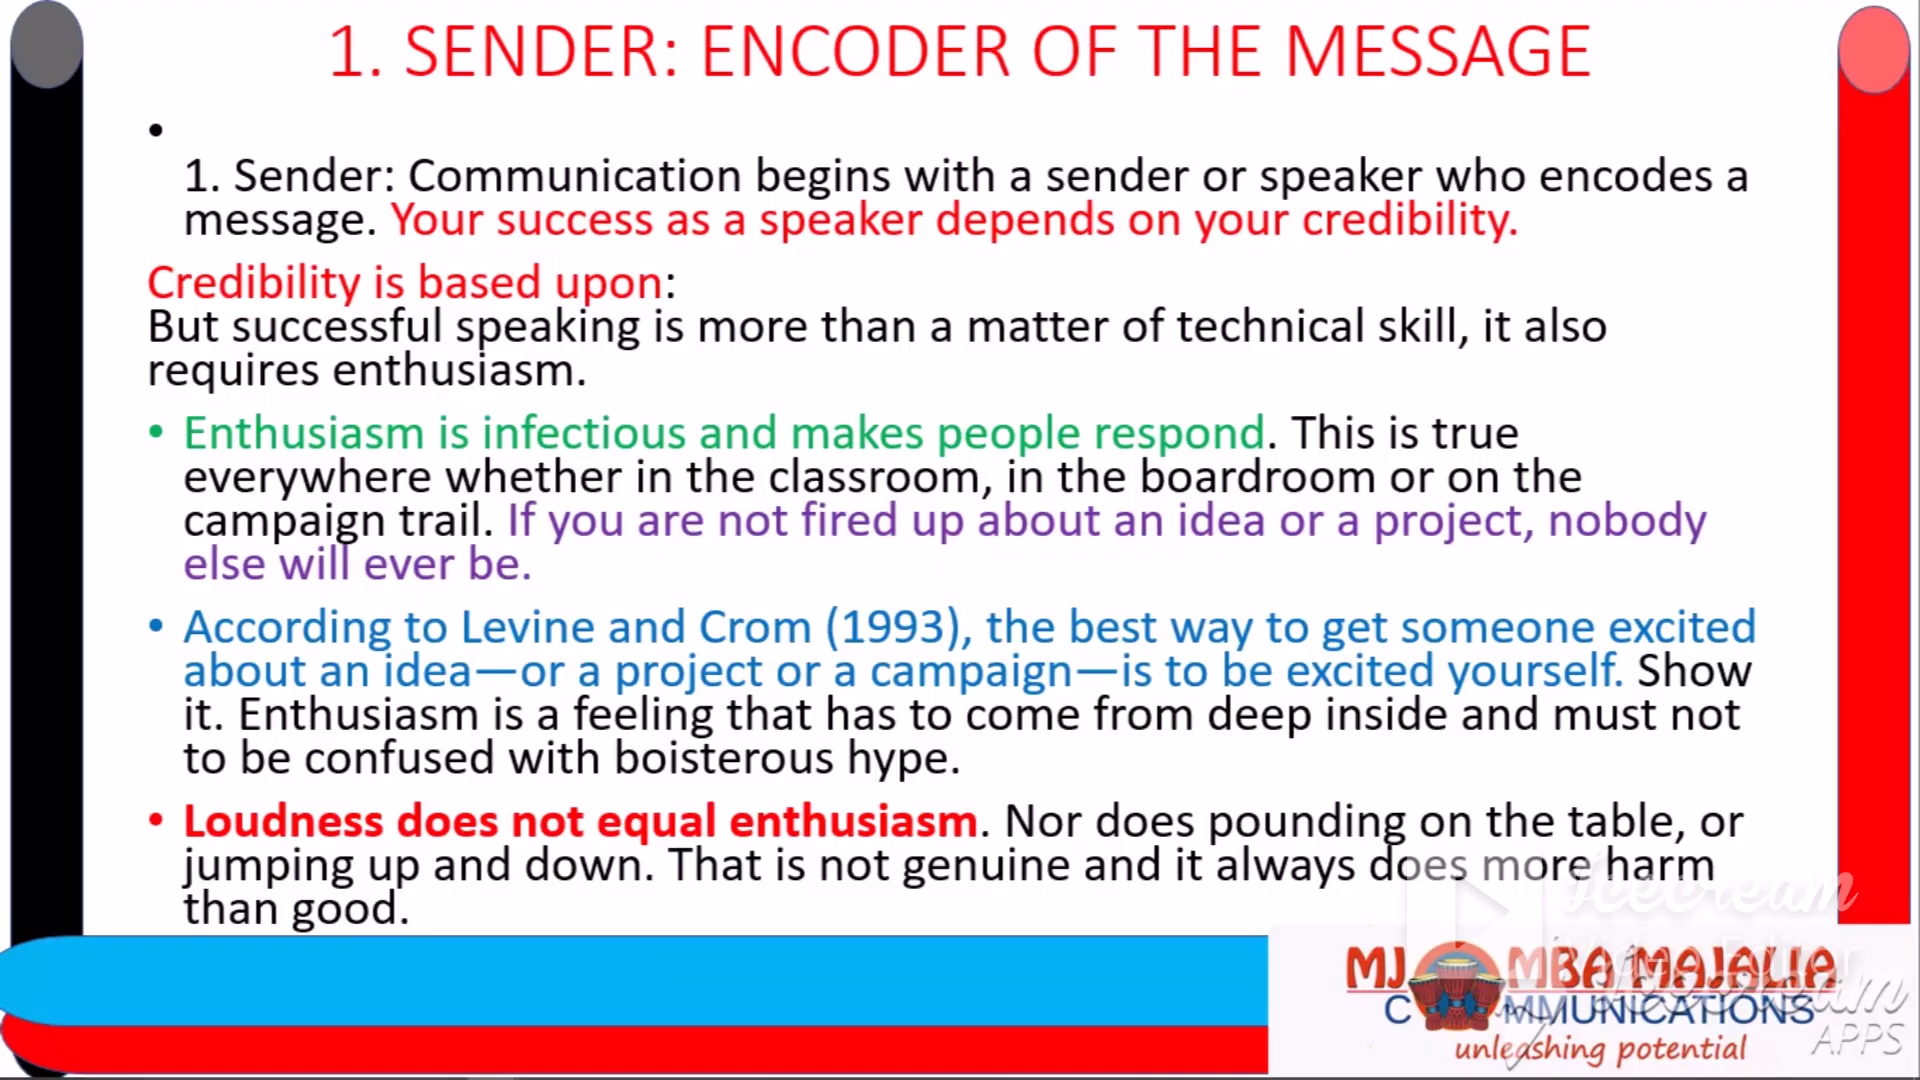 1. SENDER: ENCODER OF THE MESSAGE
•
1. Sender: Communication begins with a sender or speaker who encodes a
message. Your success as a speaker depends on your credibility.
Credibility is based upon:
But successful speaking is more than a matter of technical skill, it also
requires enthusiasm.
• Enthusiasm is infectious and makes people respond. This is true
everywhere whether in the classroom, in the boardroom or on the
campaign trail. If you are not fired up about an idea or a project, nobody
else will ever be.
• According to Levine and Crom (1993), the best way to get someone excited
about an idea—or a project or a campaign—is to be excited yourself. Show
it. Enthusiasm is a feeling that has to come from deep inside and must not
to be confused with boisterous hype.
• Loudness does not equal enthusiasm. Nor does pounding on the table, or
jumping up and down. That is not genuine and it always does more harm
than good.
Icecream
Video Editor
MJOMBA MAJALIA
COMMUNICATIONS
unleashing potential
Icecream
APPS